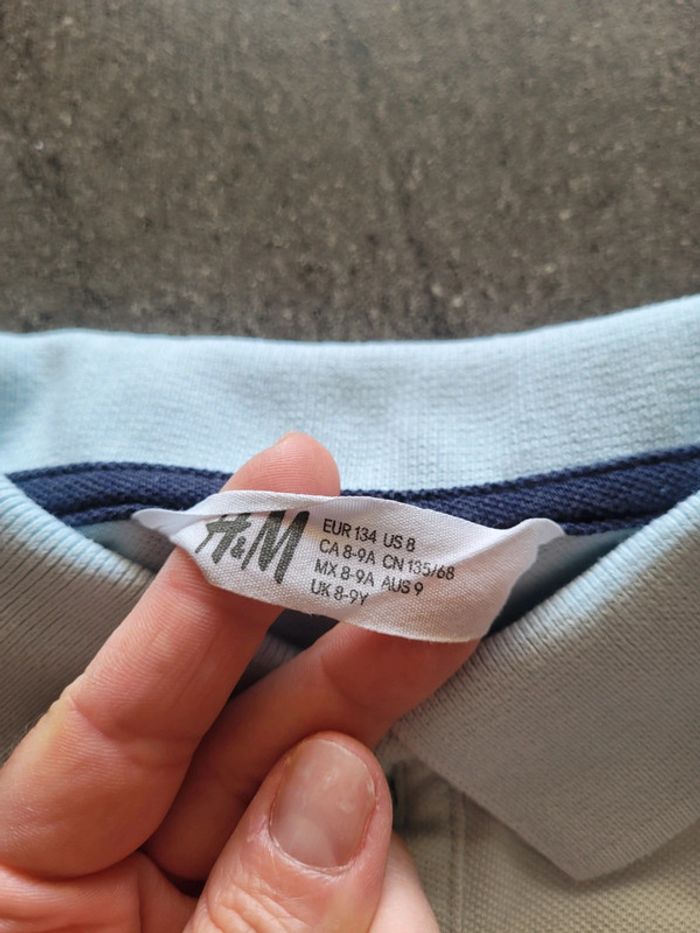 H&M
EUR 134 US 8
CA 8-9A CN 135/68
MX 8-9A AUS 9
UK 8-9Y